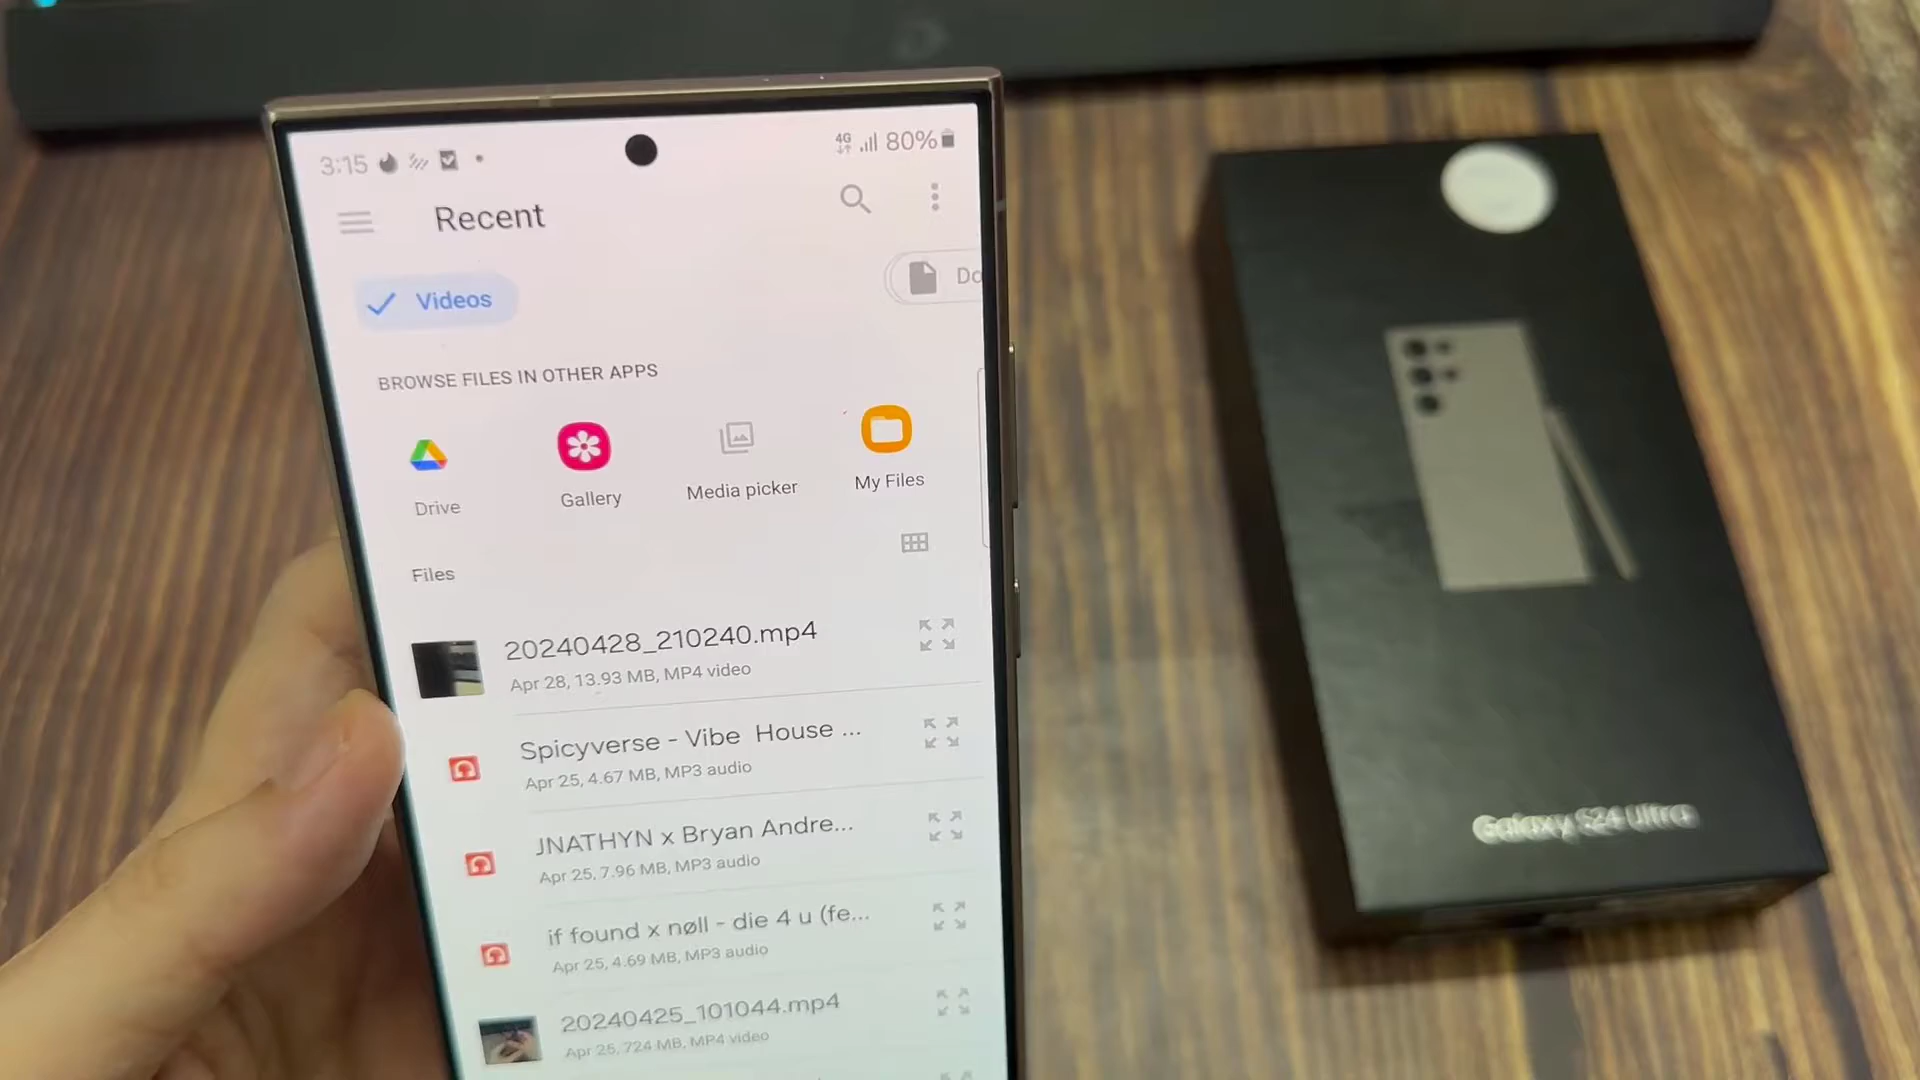 3:15 4G 80%
Recent
Videos
Do
BROWSE FILES IN OTHER APPS
Drive
Gallery
Media picker
My Files
Files
20240428_210240.mp4
Apr 28, 13.93 MB, MP4 video
Spicyverse - Vibe House ...
Apr 25, 4.67 MB, MP3 audio
JNATHYN x Bryan Andre...
Apr 25, 7.96 MB, MP3 audio
if found x nøll - die 4 u (fe...
Apr 25, 4.69 MB, MP3 audio
20240425_101044.mp4
Apr 25, 724 MB, MP4 video
Galaxy S24 Ultra